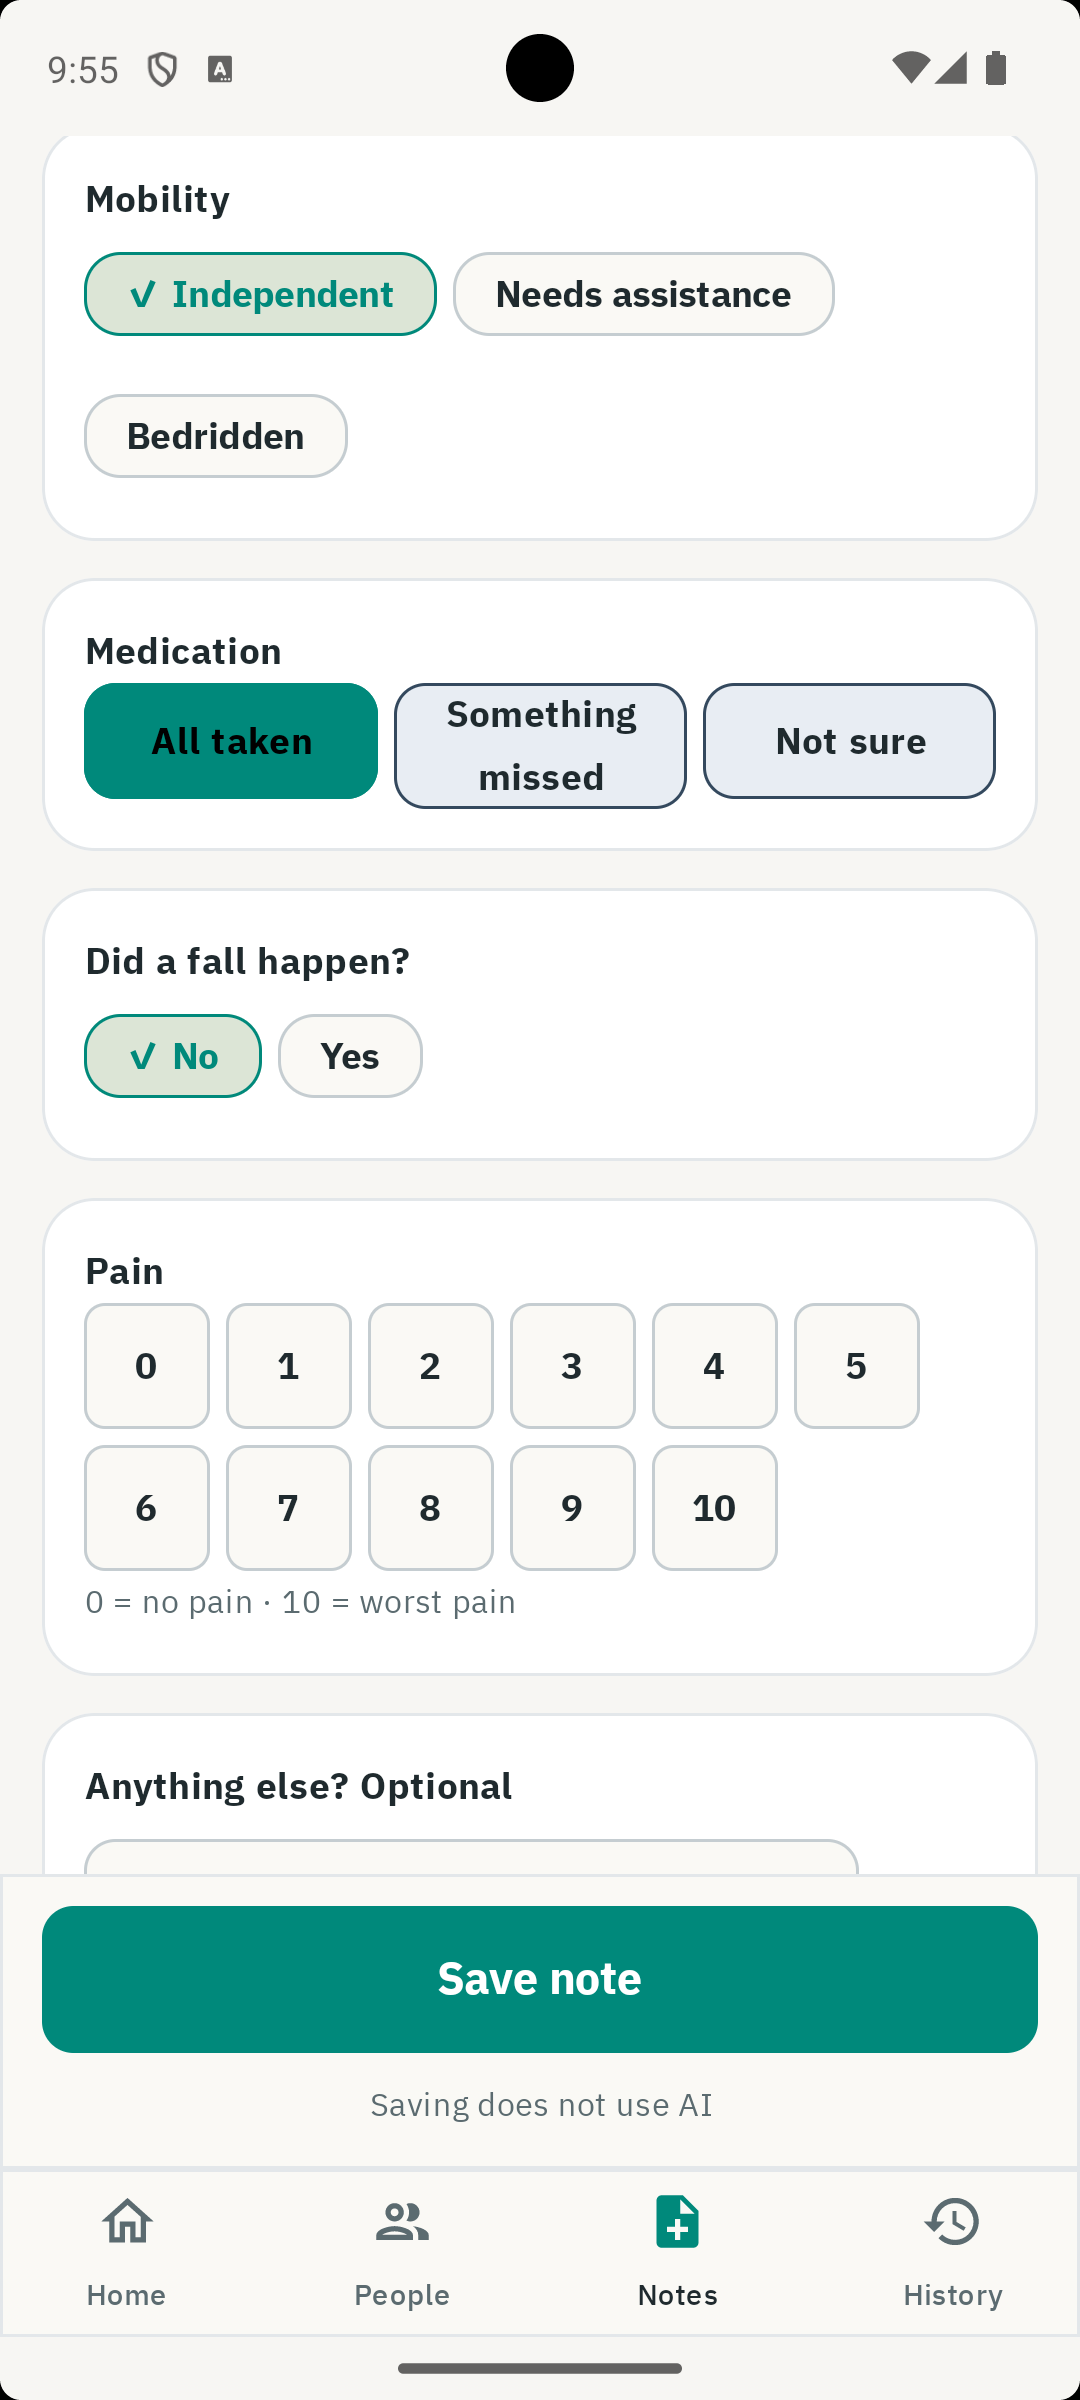 9:55
Mobility
✓ Independent
Needs assistance
Bedridden
Medication
All taken
Something
missed
Not sure
Did a fall happen?
✓ No
Yes
Pain
0 1 2 3 4 5
6 7 8 9 10
0 = no pain · 10 = worst pain
Anything else? Optional
Save note
Saving does not use AI
Home People Notes History